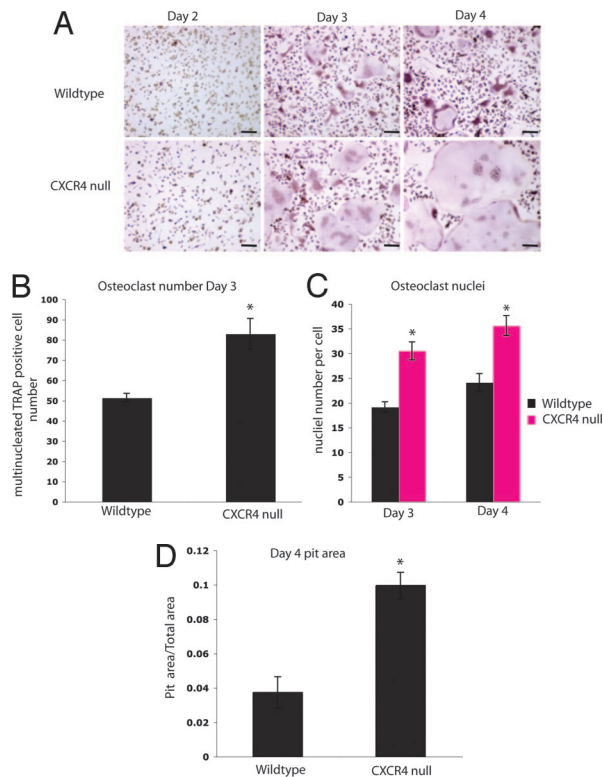 A
Day 2
Day 3
Day 4
Wildtype
CXCR4 null
B
Osteoclast number Day 3
multinucleated TRAP positive cell
number
100
90
80
70
60
50
40
30
20
10
0
*
Wildtype
CXCR4 null
C
Osteoclast nuclei
nucliel number per cell
40
35
30
25
20
15
10
5
0
*
*
Day 3
Day 4
Wildtype
CXCR4 null
D
Day 4 pit area
Pit area/Total area
0.12
0.1
0.08
0.06
0.04
0.02
0
*
Wildtype
CXCR4 null